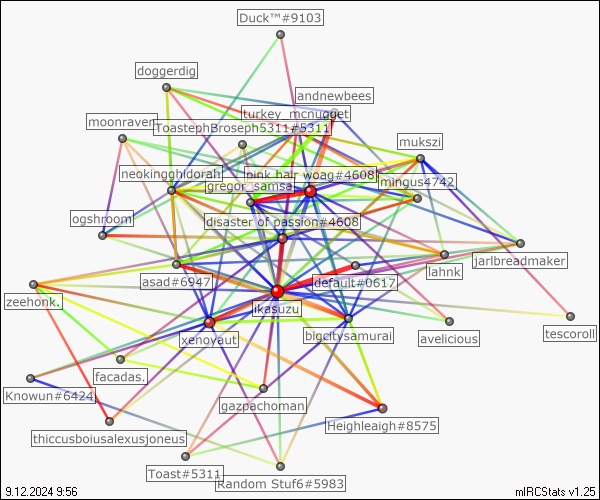 Duck™#9103
doggerdig
andnewbees
turkey_mcnugget
moonraven
ToastephBroseph5311#5311
mukszi
neokingghldorah
pink hair woag#4608
mingus4742
gregor_samsa
ogshroom
disaster of passion#4608
jarlbreadmaker
lahnk
asad#6947
default#0617
zeehonk.
ikasuzu
tescoroll
xenoyaut
bigcitysamurai
avelicious
facadas.
Knowun#6424
gazpachoman
Heighleaigh#8575
thiccusboiusalexusjoneus
Toast#5311
Random Stuf6#5983
9.12.2024 9:56
mIRCStats v1.25